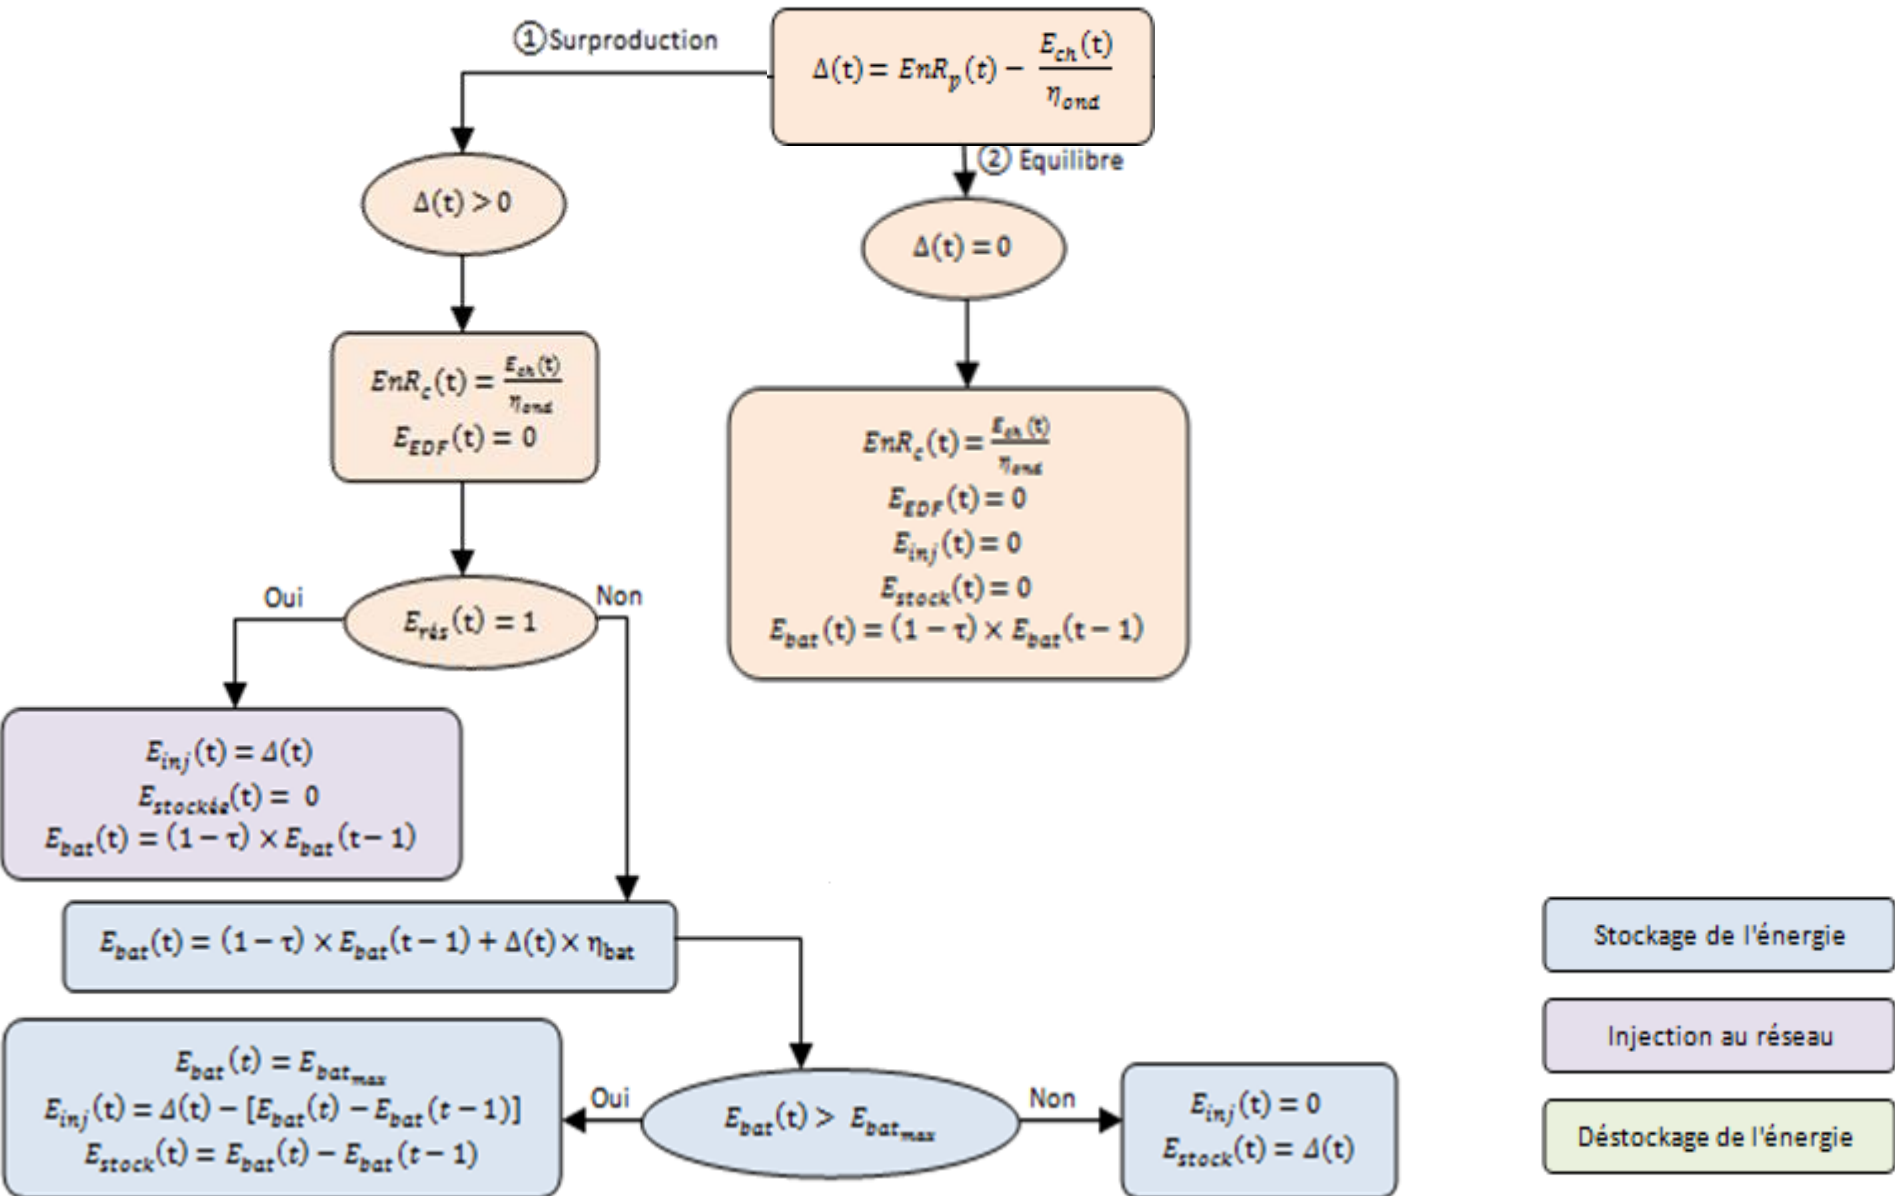 ①Surproduction
Δ(t) = EnR_p(t) − E_ch(t)/η_ond
② Equilibre
Δ(t) > 0
Δ(t) = 0
EnR_c(t) = E_ch(t)/η_ond
E_EDF(t) = 0
EnR_c(t) = E_ch(t)/η_ond
E_EDF(t) = 0
E_inj(t) = 0
E_stock(t) = 0
E_bat(t) = (1 − τ) × E_bat(t − 1)
Oui
E_rés(t) = 1
Non
E_inj(t) = Δ(t)
E_stockée(t) = 0
E_bat(t) = (1 − τ) × E_bat(t − 1)
E_bat(t) = (1 − τ) × E_bat(t − 1) + Δ(t) × η_bat
E_bat(t) = E_bat_max
E_inj(t) = Δ(t) − [E_bat(t) − E_bat(t − 1)]
E_stock(t) = E_bat(t) − E_bat(t − 1)
Oui
E_bat(t) > E_bat_max
Non
E_inj(t) = 0
E_stock(t) = Δ(t)
Stockage de l'énergie
Injection au réseau
Déstockage de l'énergie